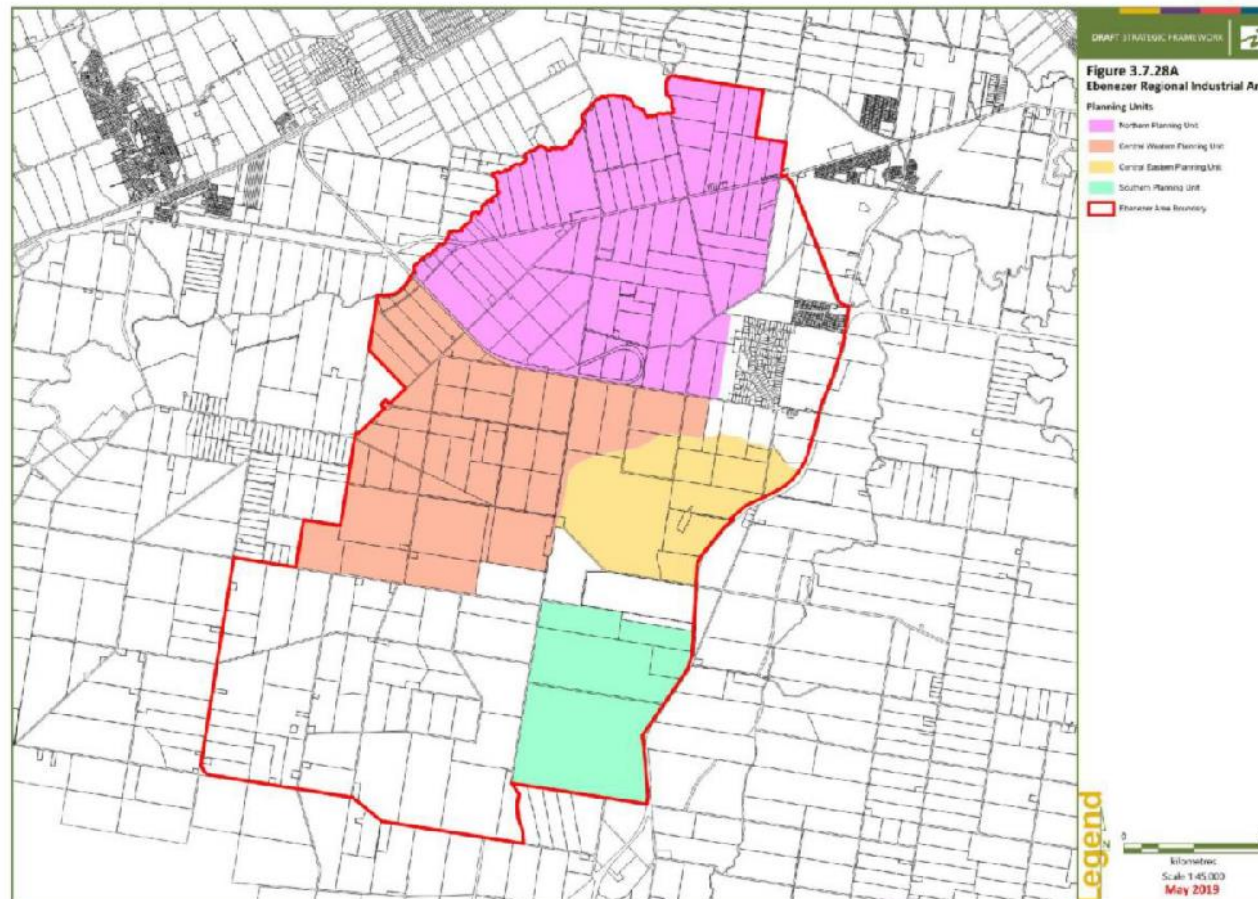 DRAFT STRATEGIC FRAMEWORK
Figure 3.7.28A
Ebenezer Regional Industrial Ar
Planning Units
Northern Planning Unit
Central Western Planning Unit
Central Eastern Planning Unit
Southern Planning Unit
Ebenezer Area Boundary
Legend
N
0
kilometres
Scale 1:45,000
May 2019